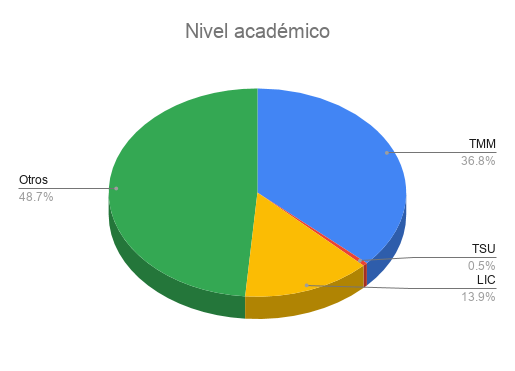 Nivel académico
TMM
36.8%
Otros
48.7%
TSU
0.5%
LIC
13.9%